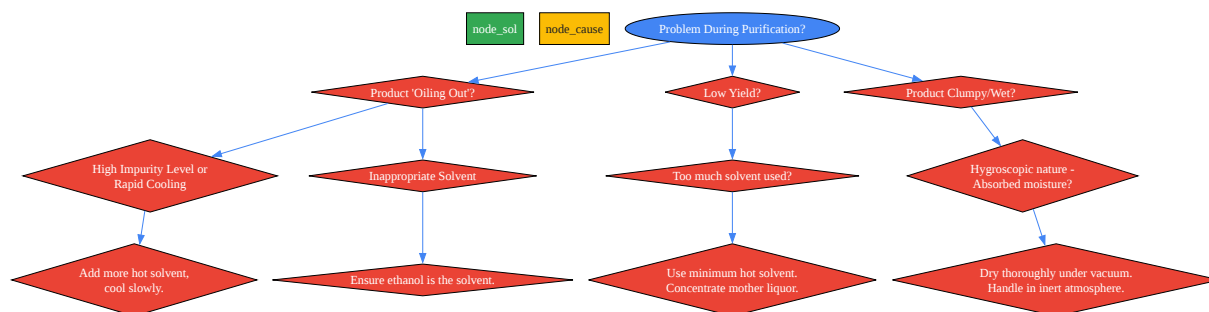 node_sol
node_cause
Problem During Purification?
Product 'Oiling Out'?
Low Yield?
Product Clumpy/Wet?
High Impurity Level or
Rapid Cooling
Inappropriate Solvent
Too much solvent used?
Hygroscopic nature -
Absorbed moisture?
Add more hot solvent,
cool slowly.
Ensure ethanol is the solvent.
Use minimum hot solvent.
Concentrate mother liquor.
Dry thoroughly under vacuum.
Handle in inert atmosphere.